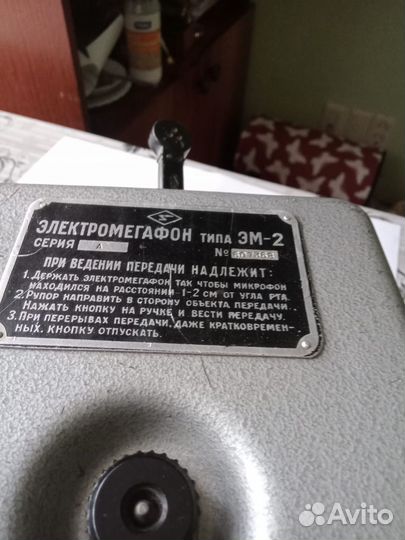 ЭЛЕКТРОМЕГАФОН ТИПА ЭМ-2
СЕРИЯ А №
ПРИ ВЕДЕНИИ ПЕРЕДАЧИ НАДЛЕЖИТ:
1. ДЕРЖАТЬ ЭЛЕКТРОМЕГАФОН ТАК ЧТОБЫ МИКРОФОН
НАХОДИЛСЯ НА РАССТОЯНИИ 1-2 СМ ОТ УГЛА РТА.
2. РУПОР НАПРАВИТЬ В СТОРОНУ ОБЪЕКТА ПЕРЕДАЧИ.
НАЖАТЬ КНОПКУ НА РУЧКЕ И ВЕСТИ ПЕРЕДАЧУ.
3. ПРИ ПЕРЕРЫВАХ ПЕРЕДАЧИ, ДАЖЕ КРАТКОВРЕМЕН-
НЫХ. КНОПКУ ОТПУСКАТЬ.
Avito